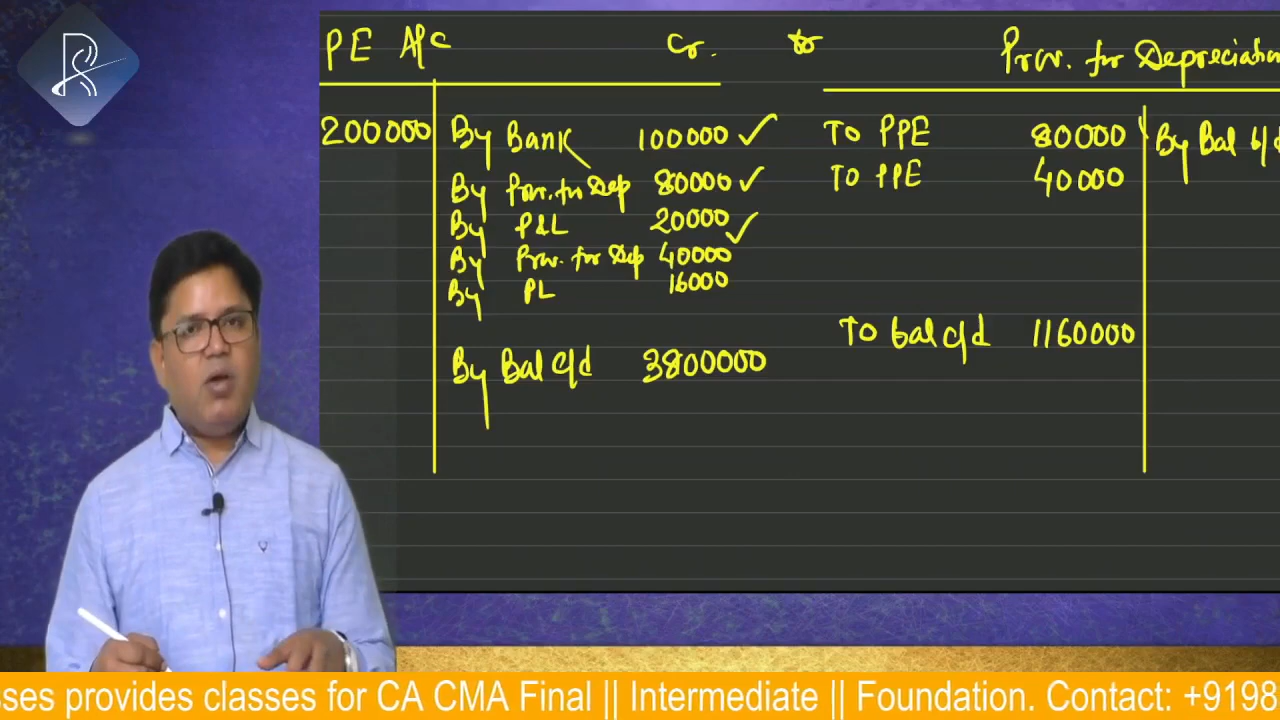 PE A/C Cr. Prov. for Depreciation
200000 By Bank 100000 ✓ To PPE 80000 By Bal b/d
By Prov. for Dep 80000 ✓ To PPE 40000
By P&L 20000 ✓
By Prov. for Dep 40000
By PL 16000
To bal c/d 1160000
By Bal c/d 3800000
sses provides classes for CA CMA Final || Intermediate || Foundation. Contact: +9198